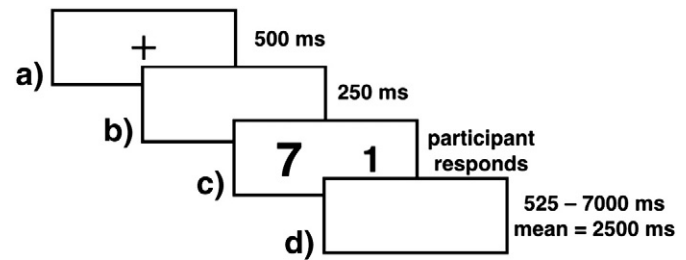 +
500 ms
a)
250 ms
b)
7 1
participant
responds
c)
525 – 7000 ms
mean = 2500 ms
d)